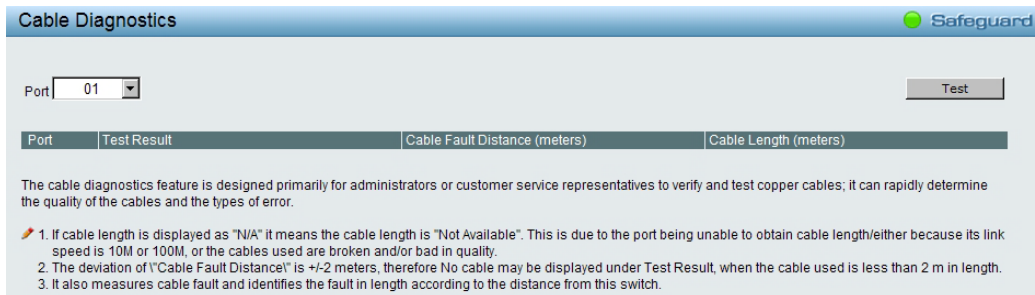 Cable Diagnostics
Safeguard
Port 01
Test
Port Test Result Cable Fault Distance (meters) Cable Length (meters)
The cable diagnostics feature is designed primarily for administrators or customer service representatives to verify and test copper cables; it can rapidly determine
the quality of the cables and the types of error.
1. If cable length is displayed as "N/A" it means the cable length is "Not Available". This is due to the port being unable to obtain cable length/either because its link
speed is 10M or 100M, or the cables used are broken and/or bad in quality.
2. The deviation of \"Cable Fault Distance\" is +/-2 meters, therefore No cable may be displayed under Test Result, when the cable used is less than 2 m in length.
3. It also measures cable fault and identifies the fault in length according to the distance from this switch.